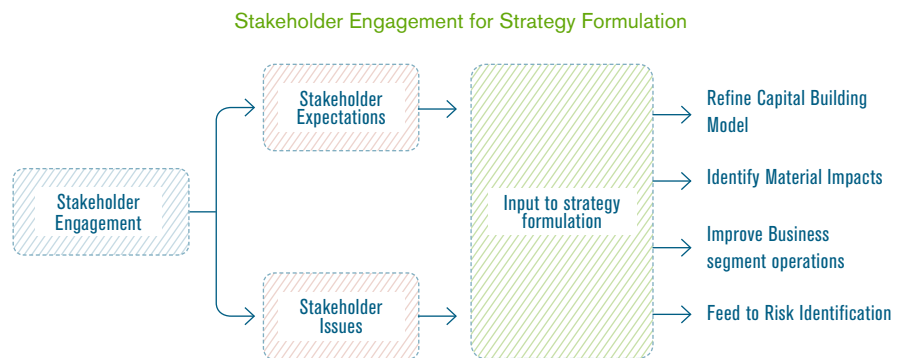 Stakeholder Engagement for Strategy Formulation
Stakeholder
Engagement
Stakeholder
Expectations
Stakeholder
Issues
Input to strategy
formulation
Refine Capital Building
Model
Identify Material Impacts
Improve Business
segment operations
Feed to Risk Identification